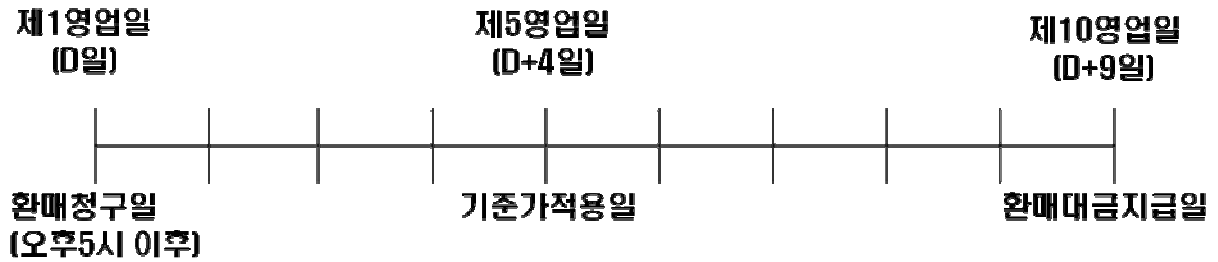 제1영업일
(D일)
제5영업일
(D+4일)
제10영업일
(D+9일)
환매청구일
(오후5시 이후)
기준가적용일
환매대금지급일